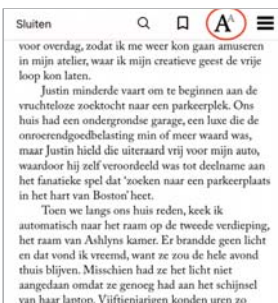 Sluiten
AA
voor overdag, zodat ik me weer kon gaan amuseren
in mijn atelier, waar ik mijn creatieve geest de vrije
loop kon laten.
Justin minderde vaart om te beginnen aan de
vruchteloze zoektocht naar een parkeerplek. Ons
huis had een ondergrondse garage, een luxe die de
onroerendgoedbelasting min of meer waard was,
maar Justin hield die uiteraard vrij voor mijn auto,
waardoor hij zelf veroordeeld was tot deelname aan
het fanatieke spel dat ‘zoeken naar een parkeerplaats
in het hart van Boston’ heet.
Toen we langs ons huis reden, keek ik
automatisch naar het raam op de tweede verdieping,
het raam van Ashlyns kamer. Er brandde geen licht
en dat vond ik vreemd, want ze zou de hele avond
thuis blijven. Misschien had ze het licht niet
aangedaan omdat ze genoeg had aan het schijnsel
van haar laptop. Vijftienjarigen konden uren zo